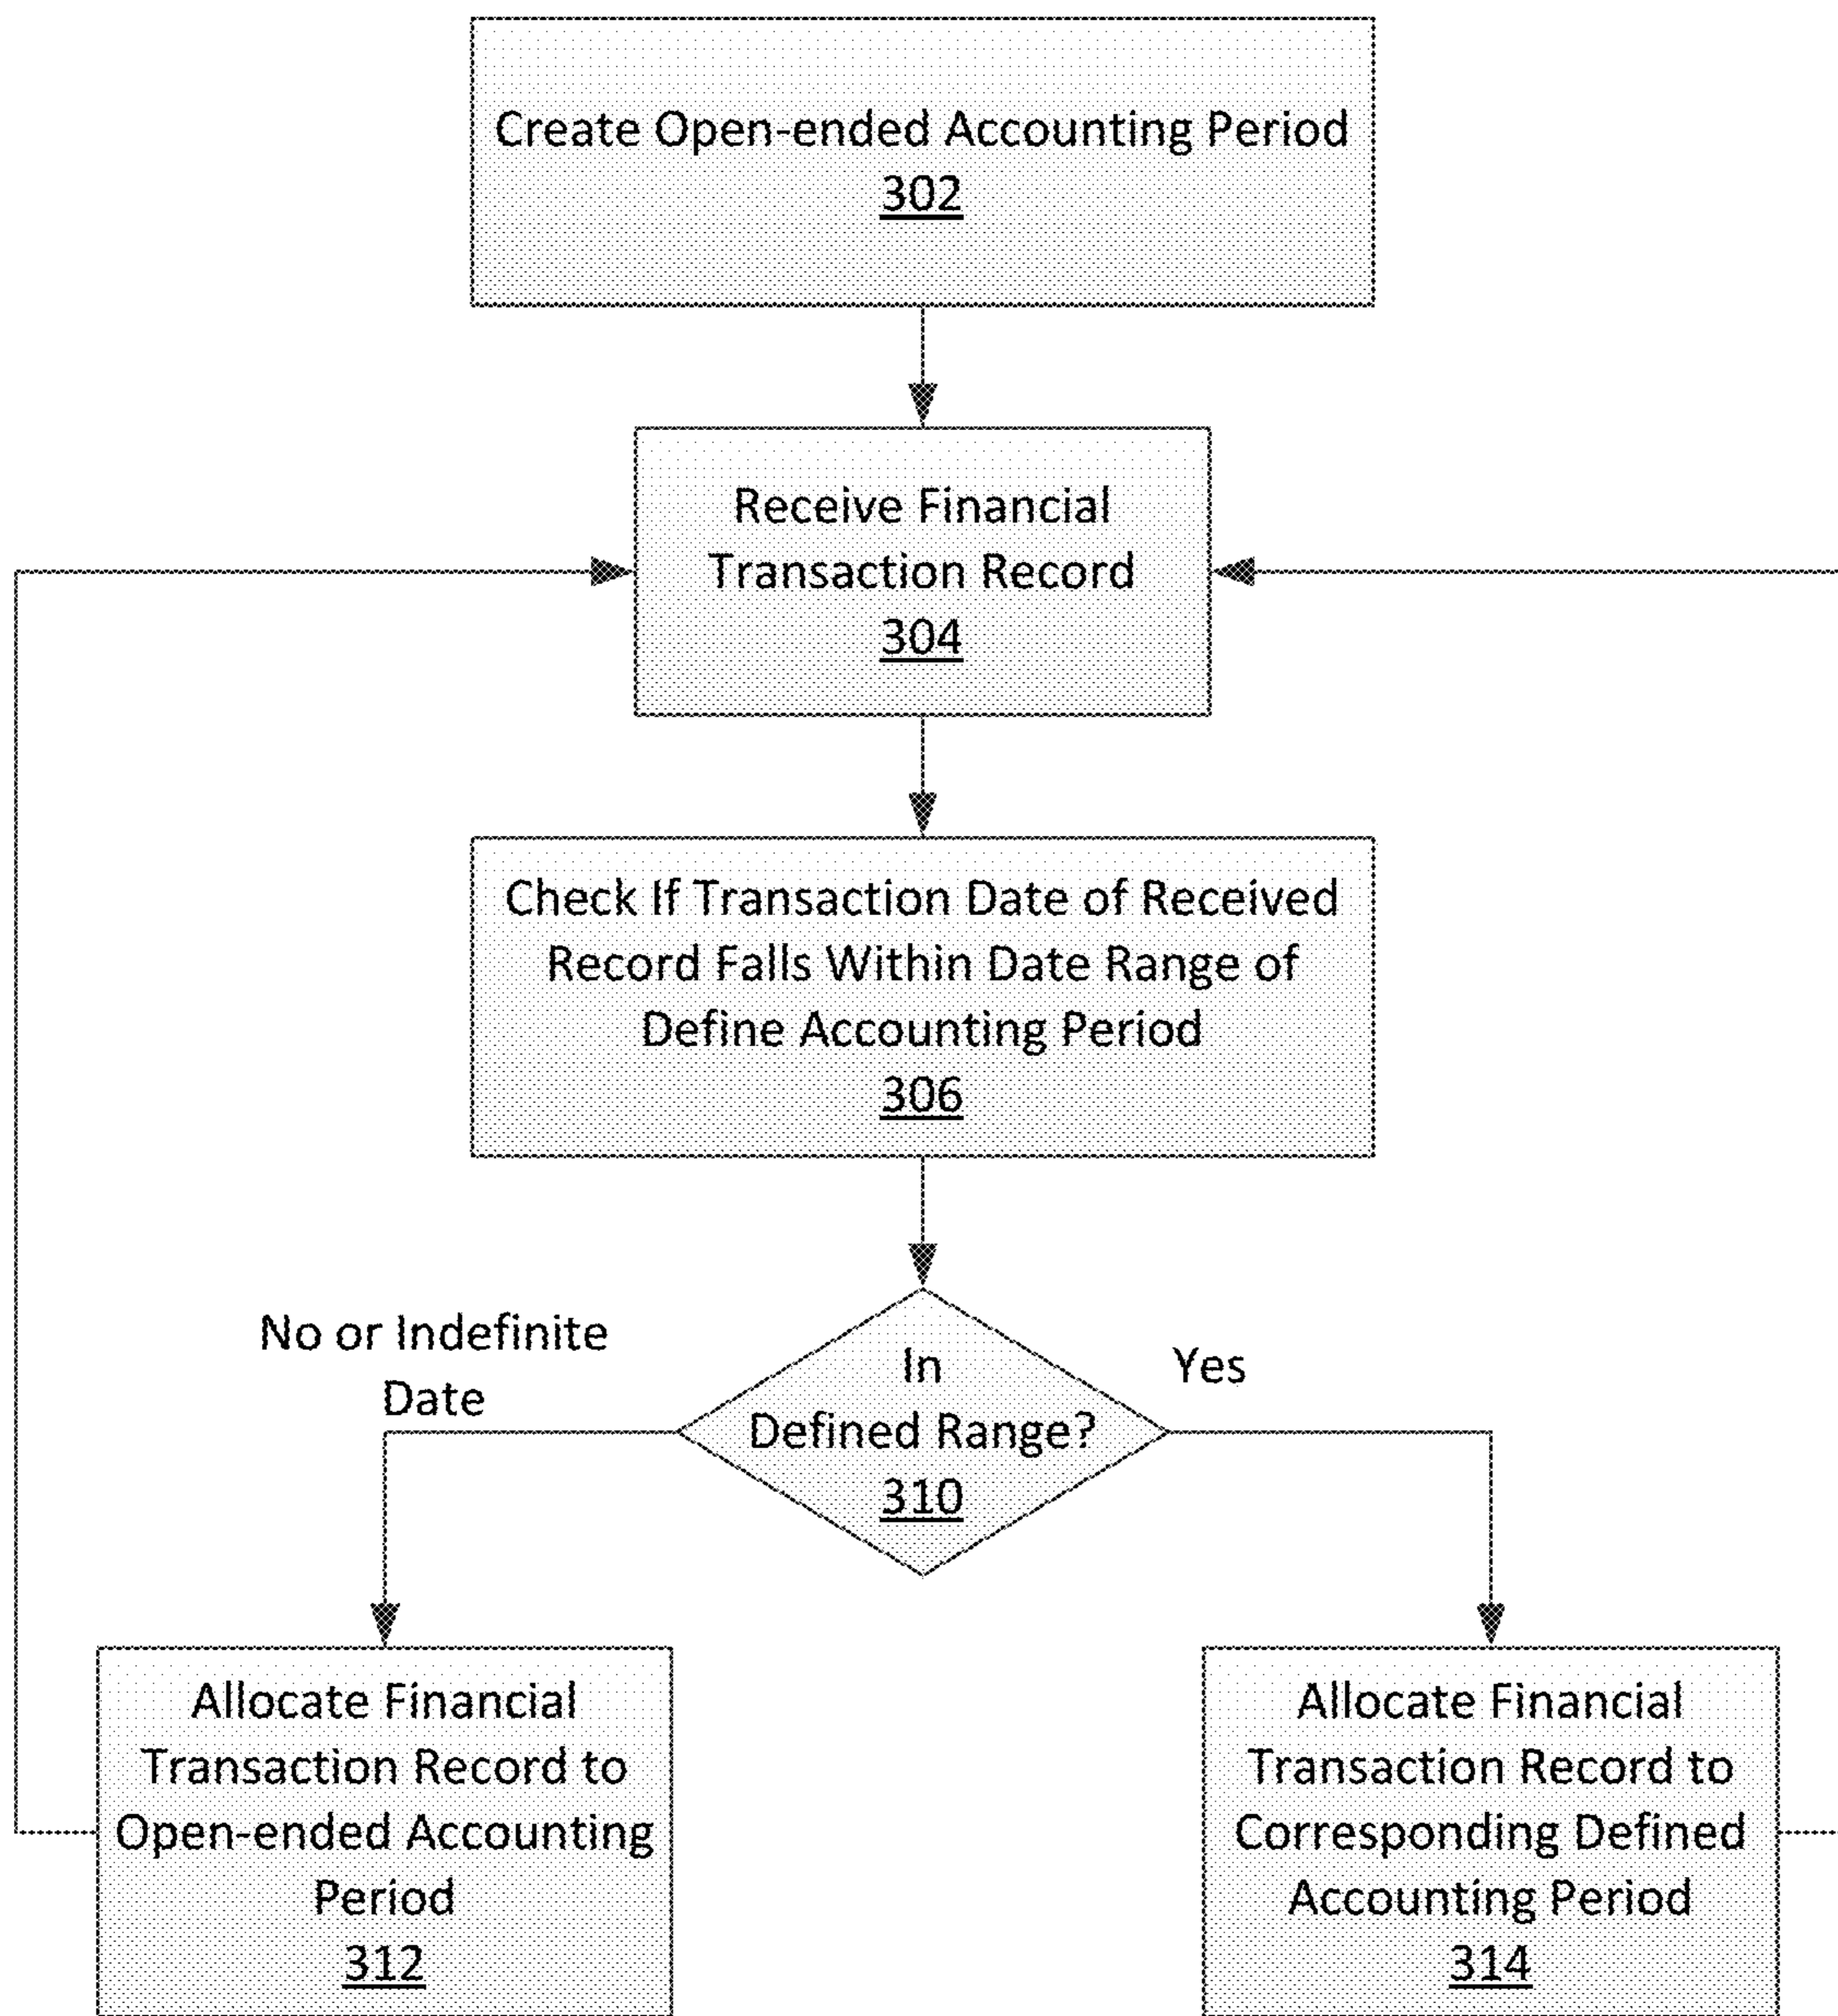 Create Open-ended Accounting Period
302
Receive Financial
Transaction Record
304
Check If Transaction Date of Received
Record Falls Within Date Range of
Define Accounting Period
306
No or Indefinite
Date
In
Defined Range?
310
Yes
Allocate Financial
Transaction Record to
Open-ended Accounting
Period
312
Allocate Financial
Transaction Record to
Corresponding Defined
Accounting Period
314